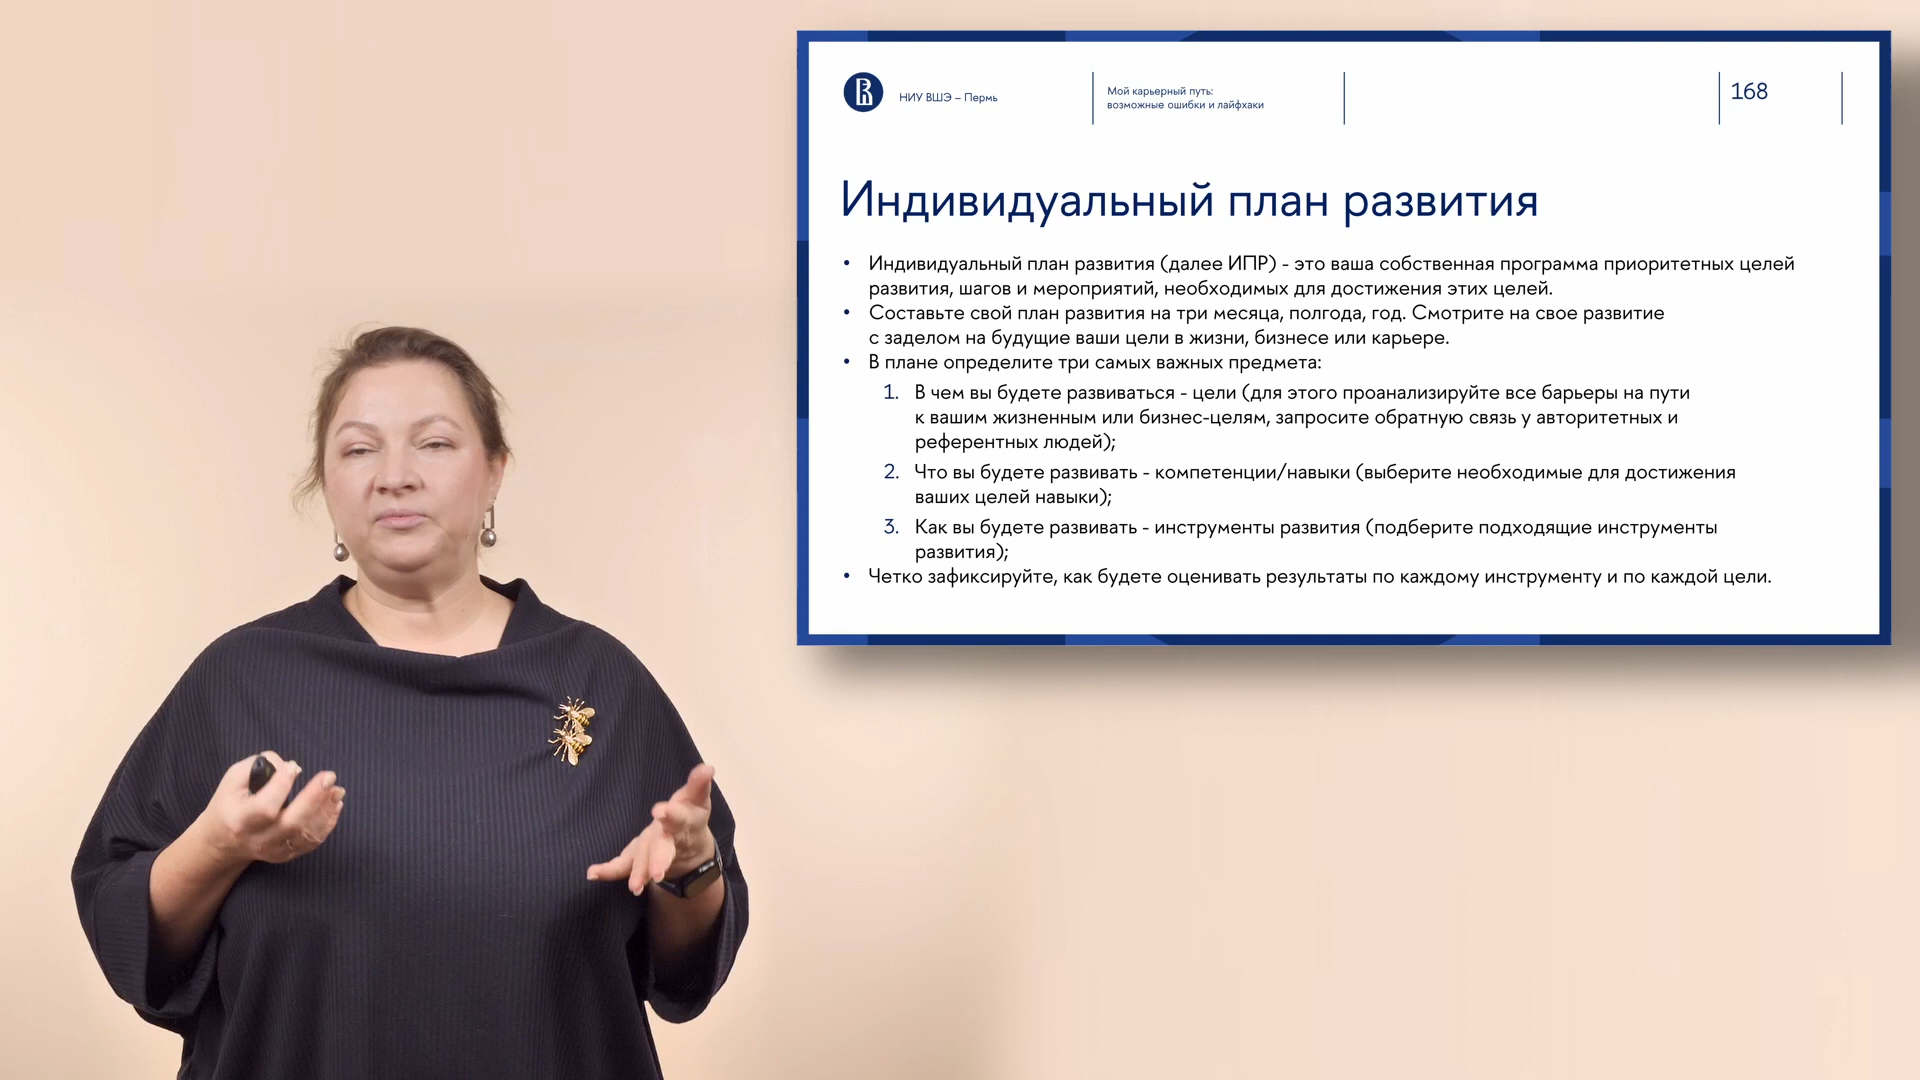 НИУ ВШЭ – Пермь
Мой карьерный путь:
возможные ошибки и лайфхаки
168
Индивидуальный план развития
• Индивидуальный план развития (далее ИПР) - это ваша собственная программа приоритетных целей
развития, шагов и мероприятий, необходимых для достижения этих целей.
• Составьте свой план развития на три месяца, полгода, год. Смотрите на свое развитие
с заделом на будущие ваши цели в жизни, бизнесе или карьере.
• В плане определите три самых важных предмета:
1. В чем вы будете развиваться - цели (для этого проанализируйте все барьеры на пути
к вашим жизненным или бизнес-целям, запросите обратную связь у авторитетных и
референтных людей);
2. Что вы будете развивать - компетенции/навыки (выберите необходимые для достижения
ваших целей навыки);
3. Как вы будете развивать - инструменты развития (подберите подходящие инструменты
развития);
• Четко зафиксируйте, как будете оценивать результаты по каждому инструменту и по каждой цели.